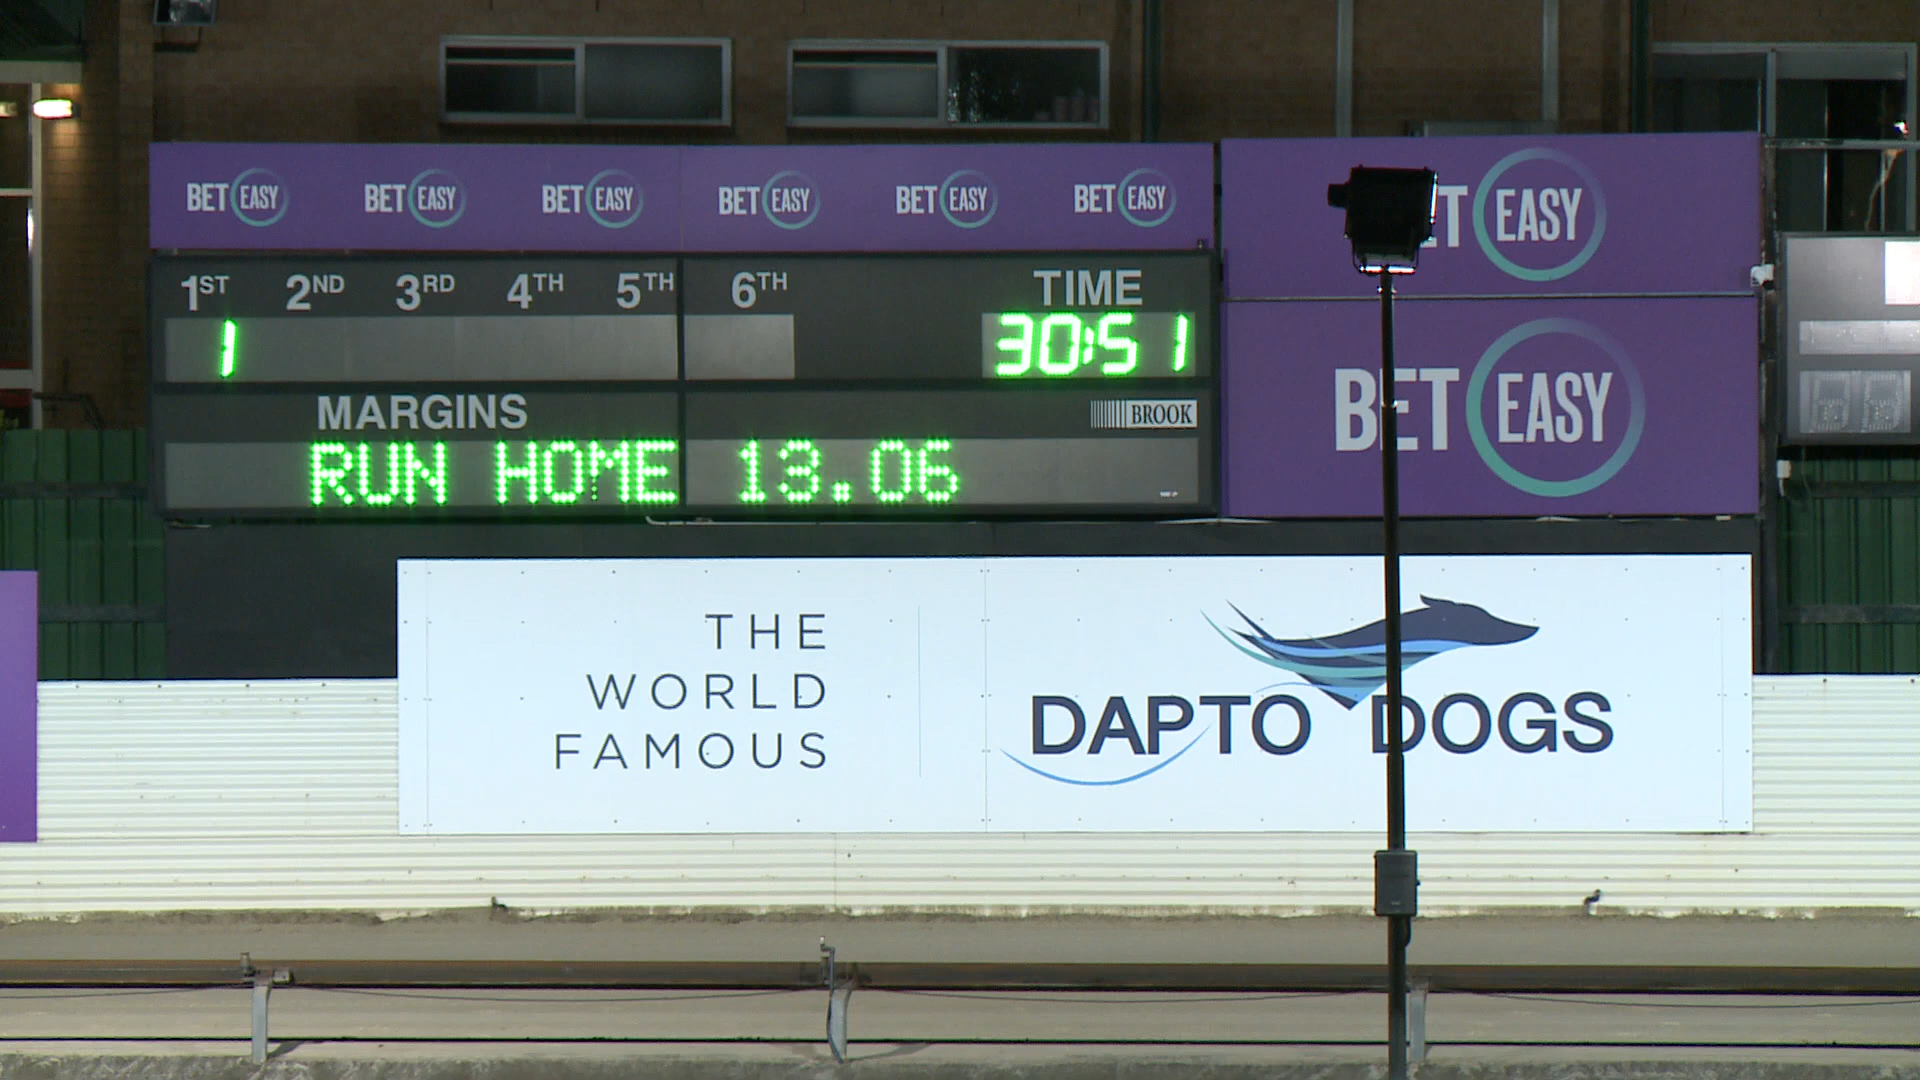 BET EASY BET EASY BET EASY BET EASY BET EASY BET EASY
EASY
1ST 2ND 3RD 4TH 5TH 6TH TIME
1 30:51
MARGINS BROOK
BET EASY
RUN HOME 13.06
THE
WORLD
FAMOUS
DAPTO DOGS